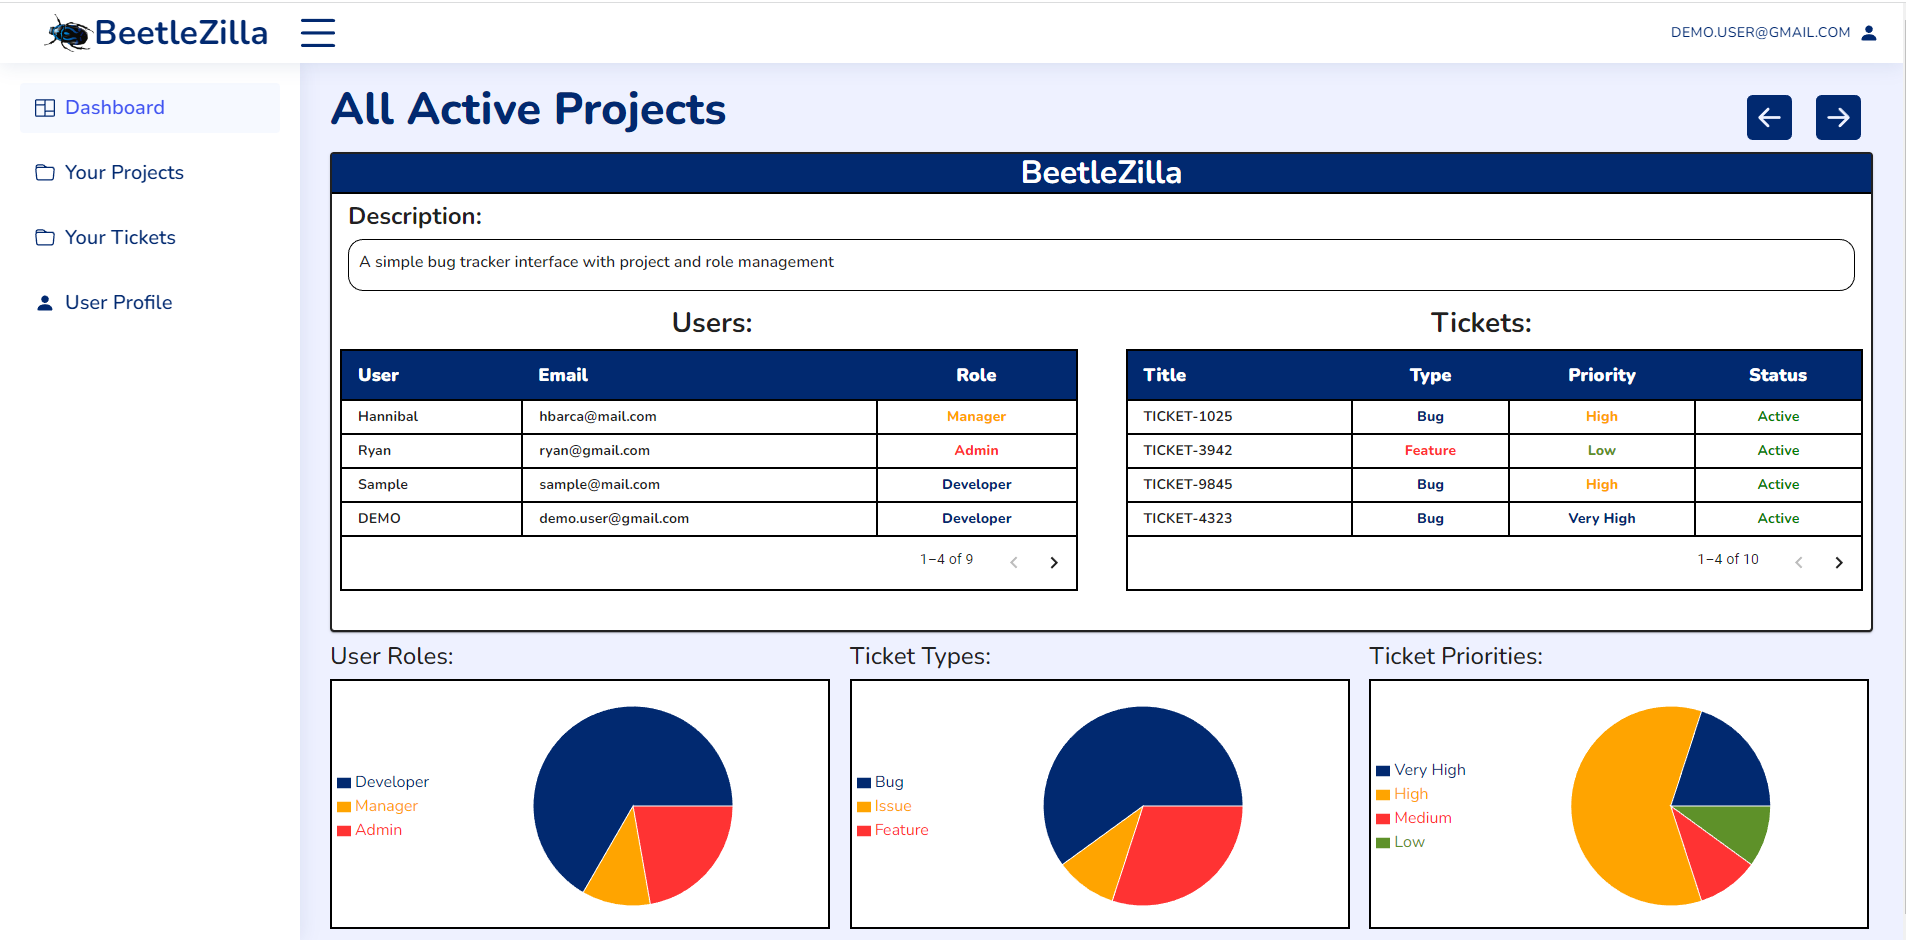 BeetleZilla
DEMO.USER@GMAIL.COM
Dashboard
Your Projects
Your Tickets
User Profile
All Active Projects
BeetleZilla
Description:
A simple bug tracker interface with project and role management
Users:
User Email Role
Hannibal hbarca@mail.com Manager
Ryan ryan@gmail.com Admin
Sample sample@mail.com Developer
DEMO demo.user@gmail.com Developer
1–4 of 9
Tickets:
Title Type Priority Status
TICKET-1025 Bug High Active
TICKET-3942 Feature Low Active
TICKET-9845 Bug High Active
TICKET-4323 Bug Very High Active
1–4 of 10
User Roles:
Developer
Manager
Admin
Ticket Types:
Bug
Issue
Feature
Ticket Priorities:
Very High
High
Medium
Low